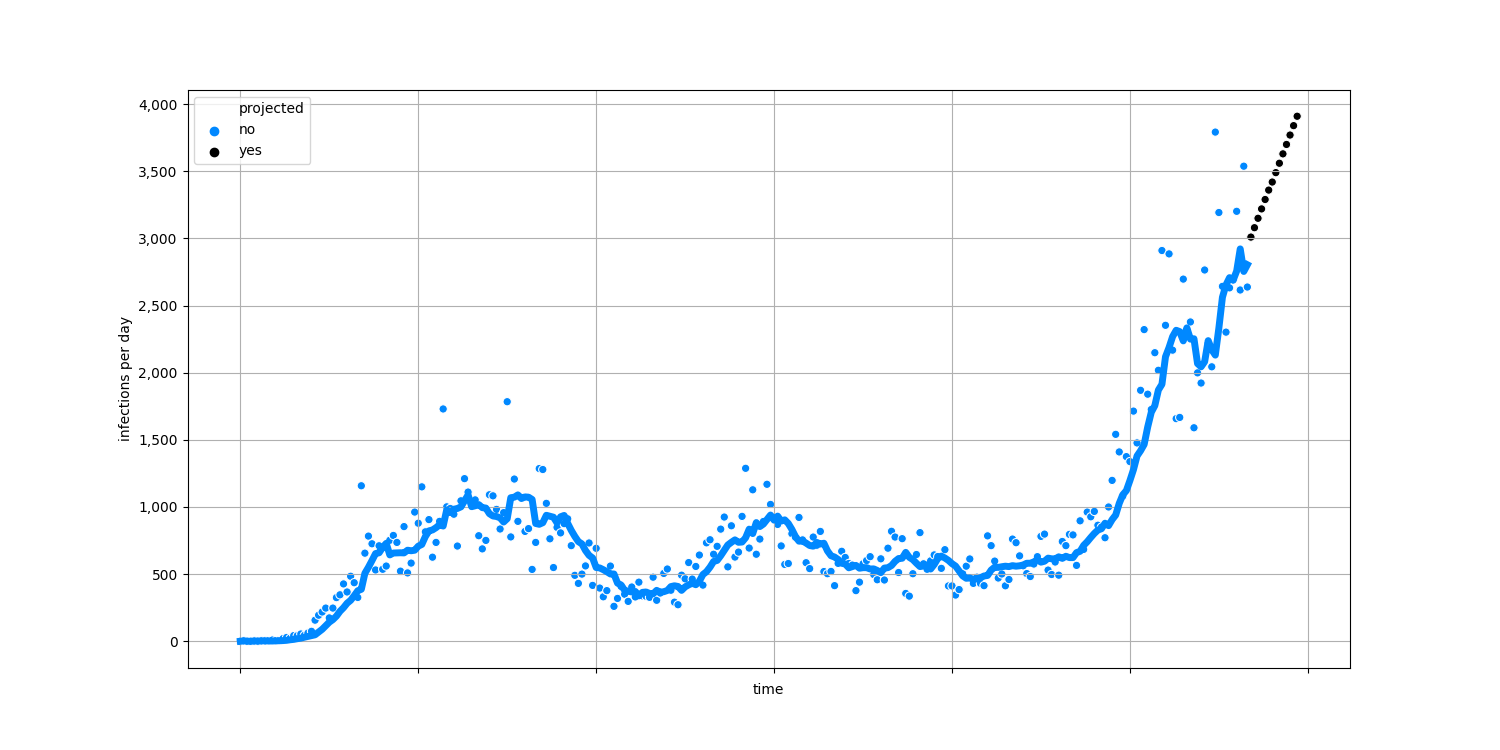 projected
no
yes
4,000
3,500
3,000
2,500
2,000
1,500
1,000
500
0
infections per day
time